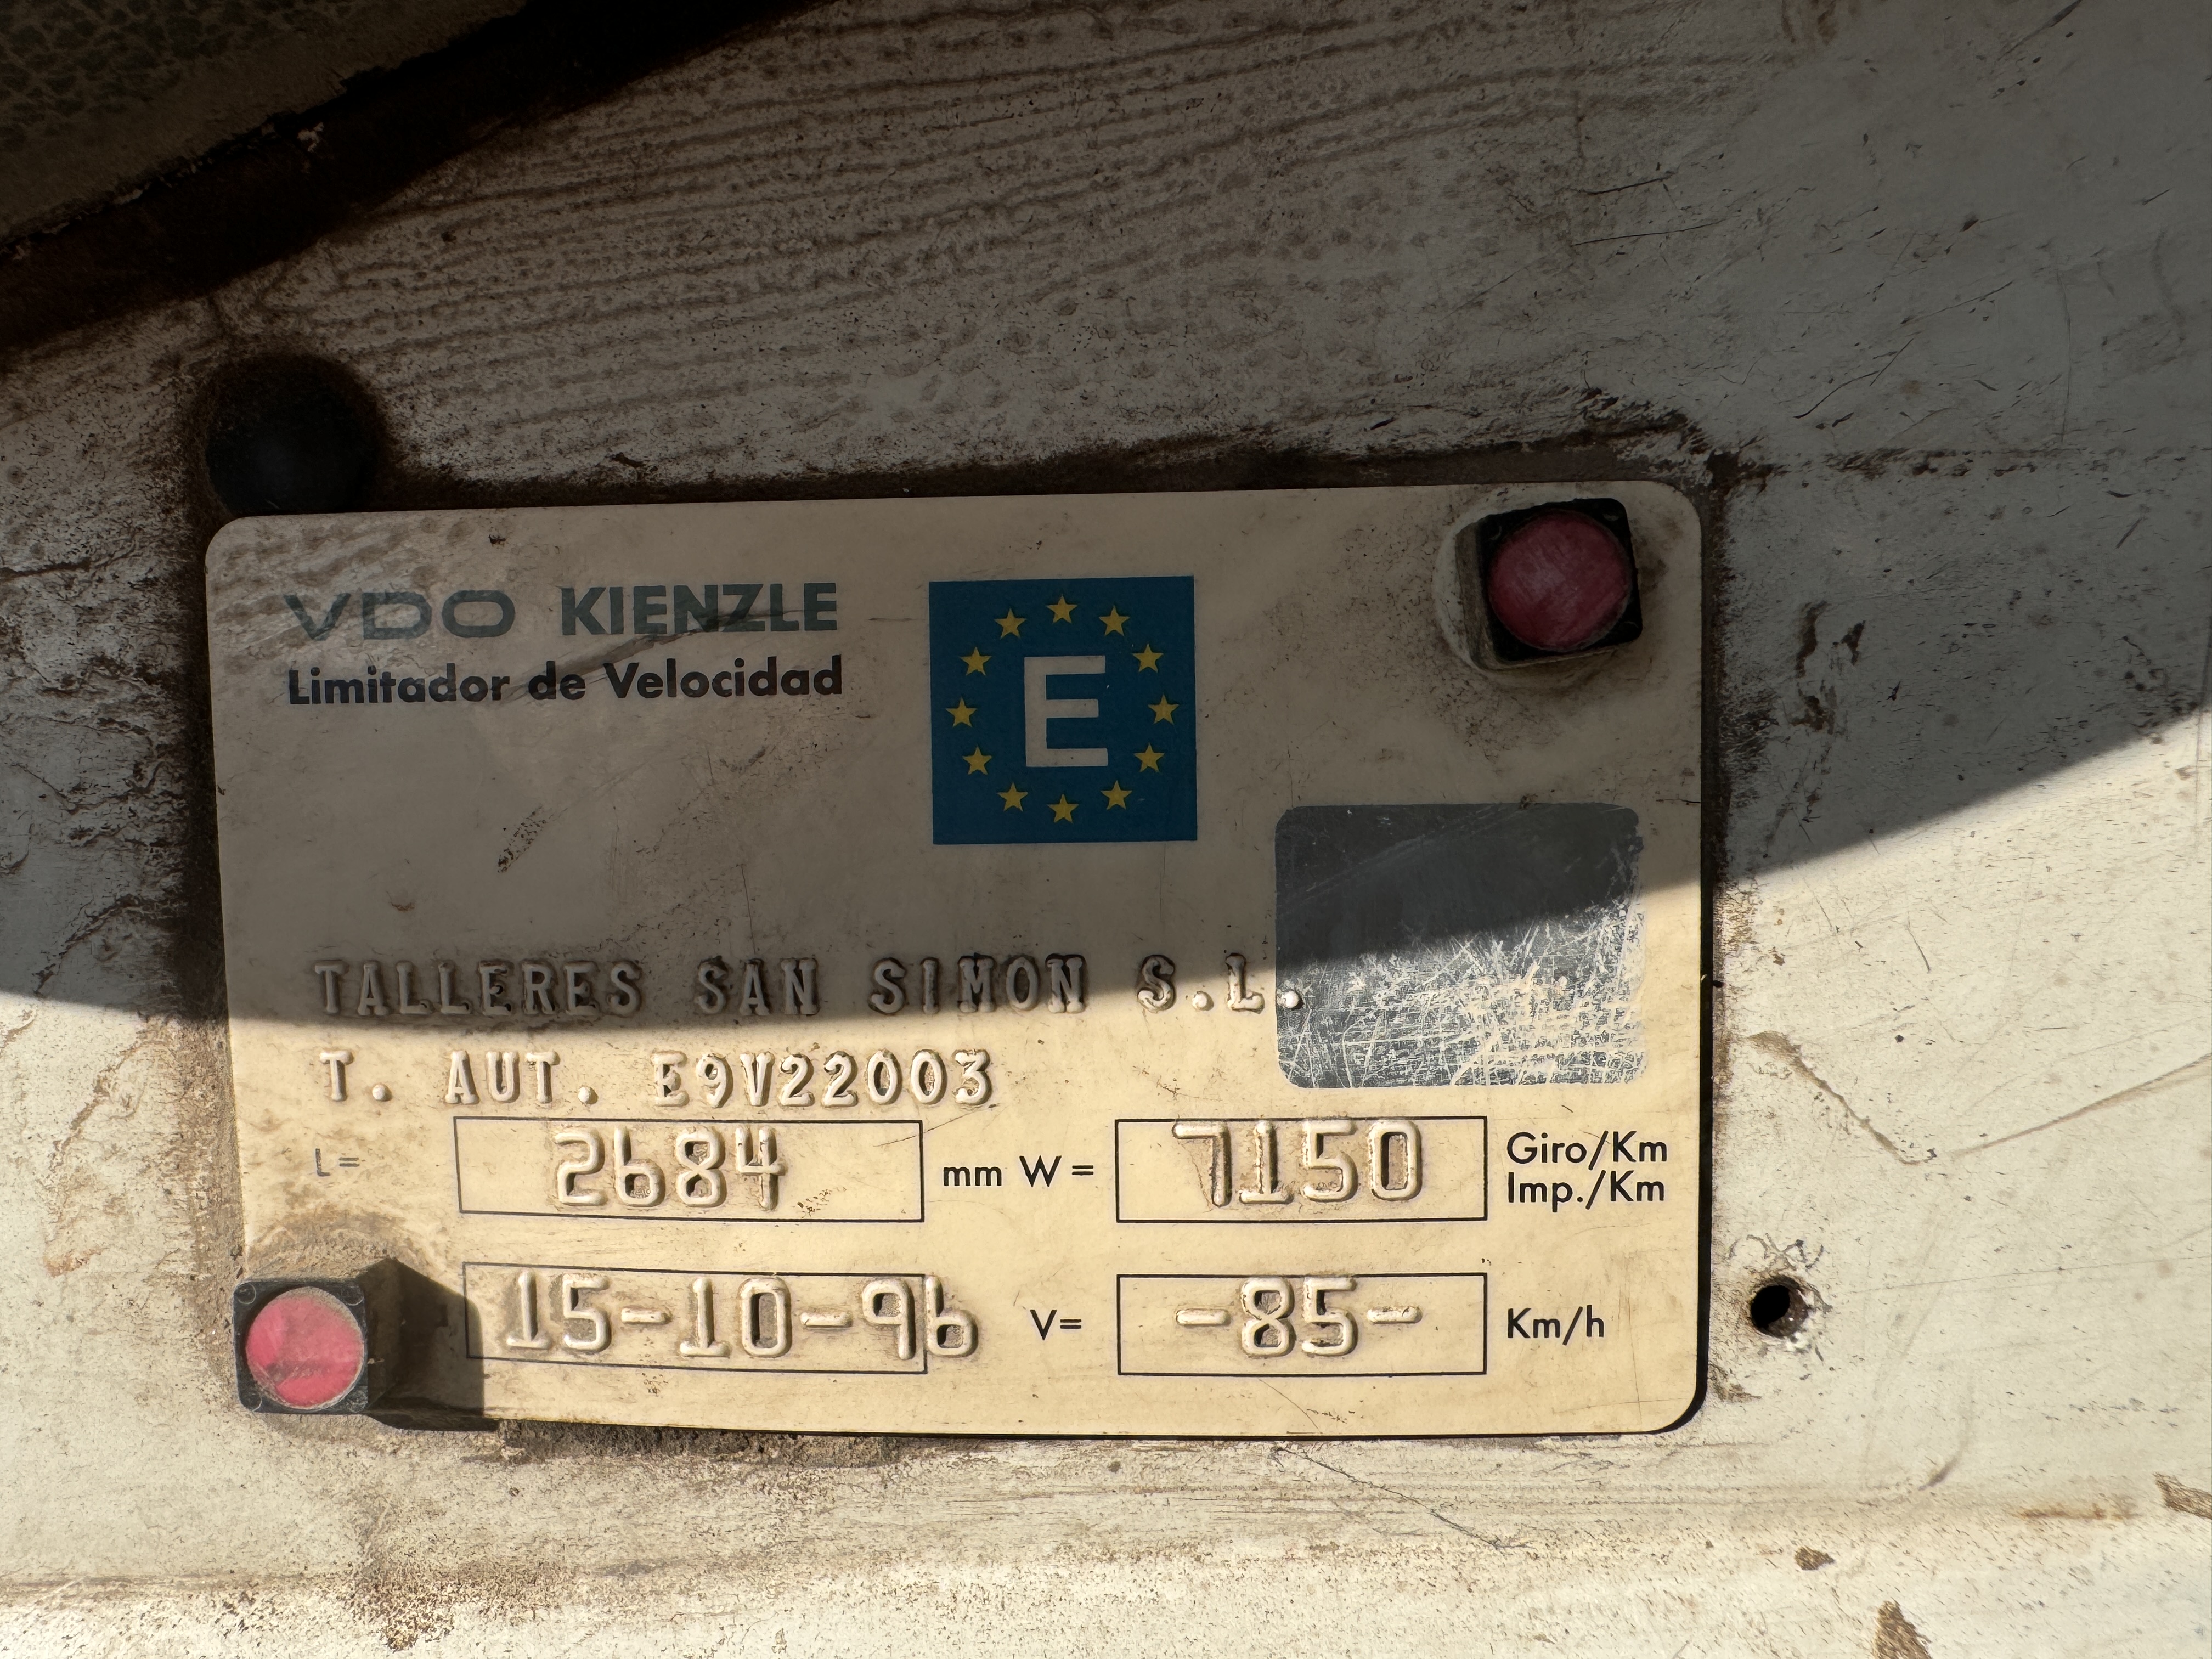 VDO KIENZLE
Limitador de Velocidad
E
TALLERES SAN SIMON S.L.
T. AUT. E9V22003
L= 2684 mm W= 7150 Giro/Km
Imp./Km
15-10-96 V= -85- Km/h